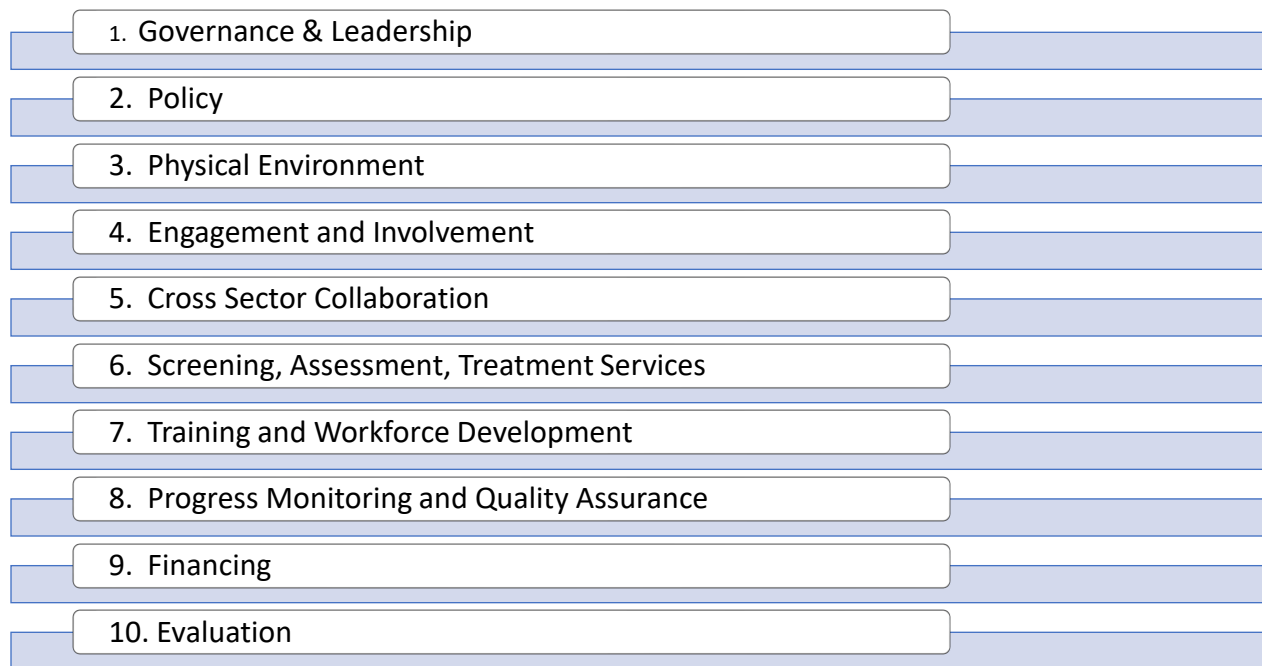 1. Governance & Leadership
2. Policy
3. Physical Environment
4. Engagement and Involvement
5. Cross Sector Collaboration
6. Screening, Assessment, Treatment Services
7. Training and Workforce Development
8. Progress Monitoring and Quality Assurance
9. Financing
10. Evaluation